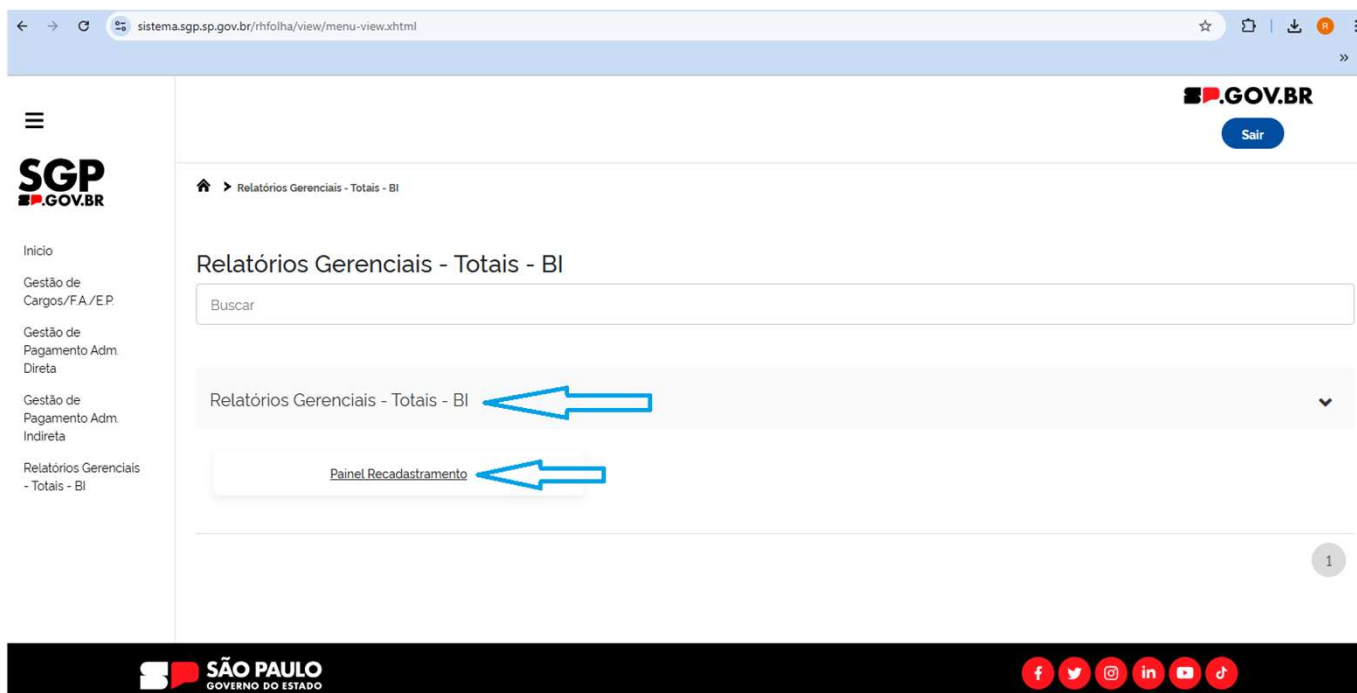 sistema.sgp.sp.gov.br/rhfolha/view/menu-view.xhtml
R
SP.GOV.BR
Sair
SGP
SP.GOV.BR
Relatórios Gerenciais - Totais - BI
Inicio
Gestão de
Cargos/F.A./E.P.
Gestão de
Pagamento Adm.
Direta
Gestão de
Pagamento Adm.
Indireta
Relatórios Gerenciais
- Totais - BI
Relatórios Gerenciais - Totais - BI
Buscar
Relatórios Gerenciais - Totais - BI
Painel Recadastramento
1
SP
SÃO PAULO
GOVERNO DO ESTADO